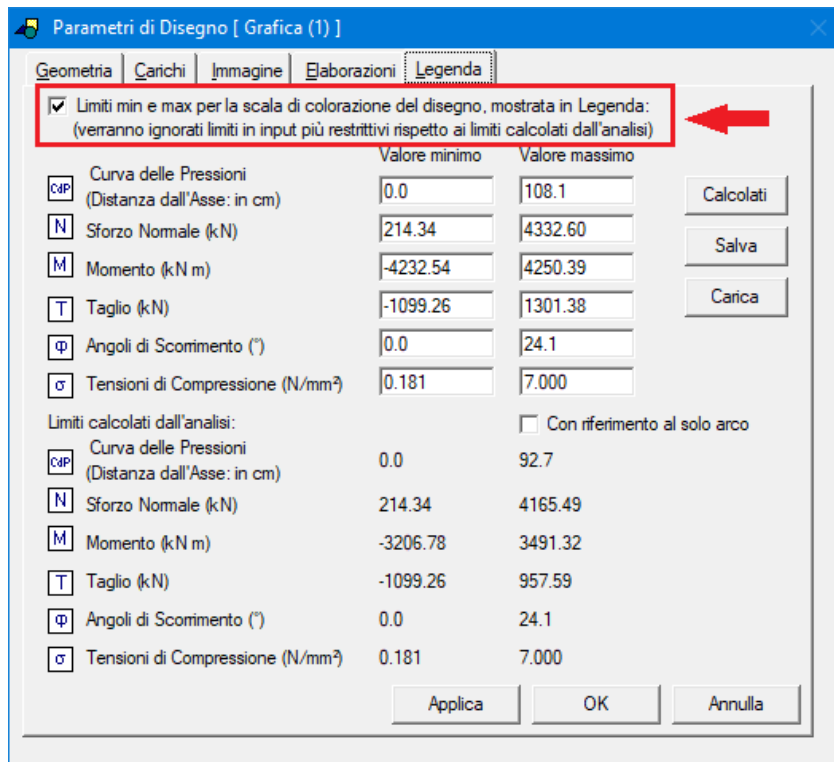 Parametri di Disegno [ Grafica (1) ]
Geometria Carichi Immagine Elaborazioni Legenda
Limiti min e max per la scala di colorazione del disegno, mostrata in Legenda:
(verranno ignorati limiti in input più restrittivi rispetto ai limiti calcolati dall'analisi)
Valore minimo Valore massimo
CdP Curva delle Pressioni
(Distanza dall'Asse: in cm) 0.0 108.1 Calcolati
N Sforzo Normale (kN) 214.34 4332.60 Salva
M Momento (kN m) -4232.54 4250.39
T Taglio (kN) -1099.26 1301.38 Carica
φ Angoli di Scorrimento (°) 0.0 24.1
σ Tensioni di Compressione (N/mm²) 0.181 7.000
Limiti calcolati dall'analisi: Con riferimento al solo arco
CdP Curva delle Pressioni
(Distanza dall'Asse: in cm) 0.0 92.7
N Sforzo Normale (kN) 214.34 4165.49
M Momento (kN m) -3206.78 3491.32
T Taglio (kN) -1099.26 957.59
φ Angoli di Scorrimento (°) 0.0 24.1
σ Tensioni di Compressione (N/mm²) 0.181 7.000
Applica OK Annulla